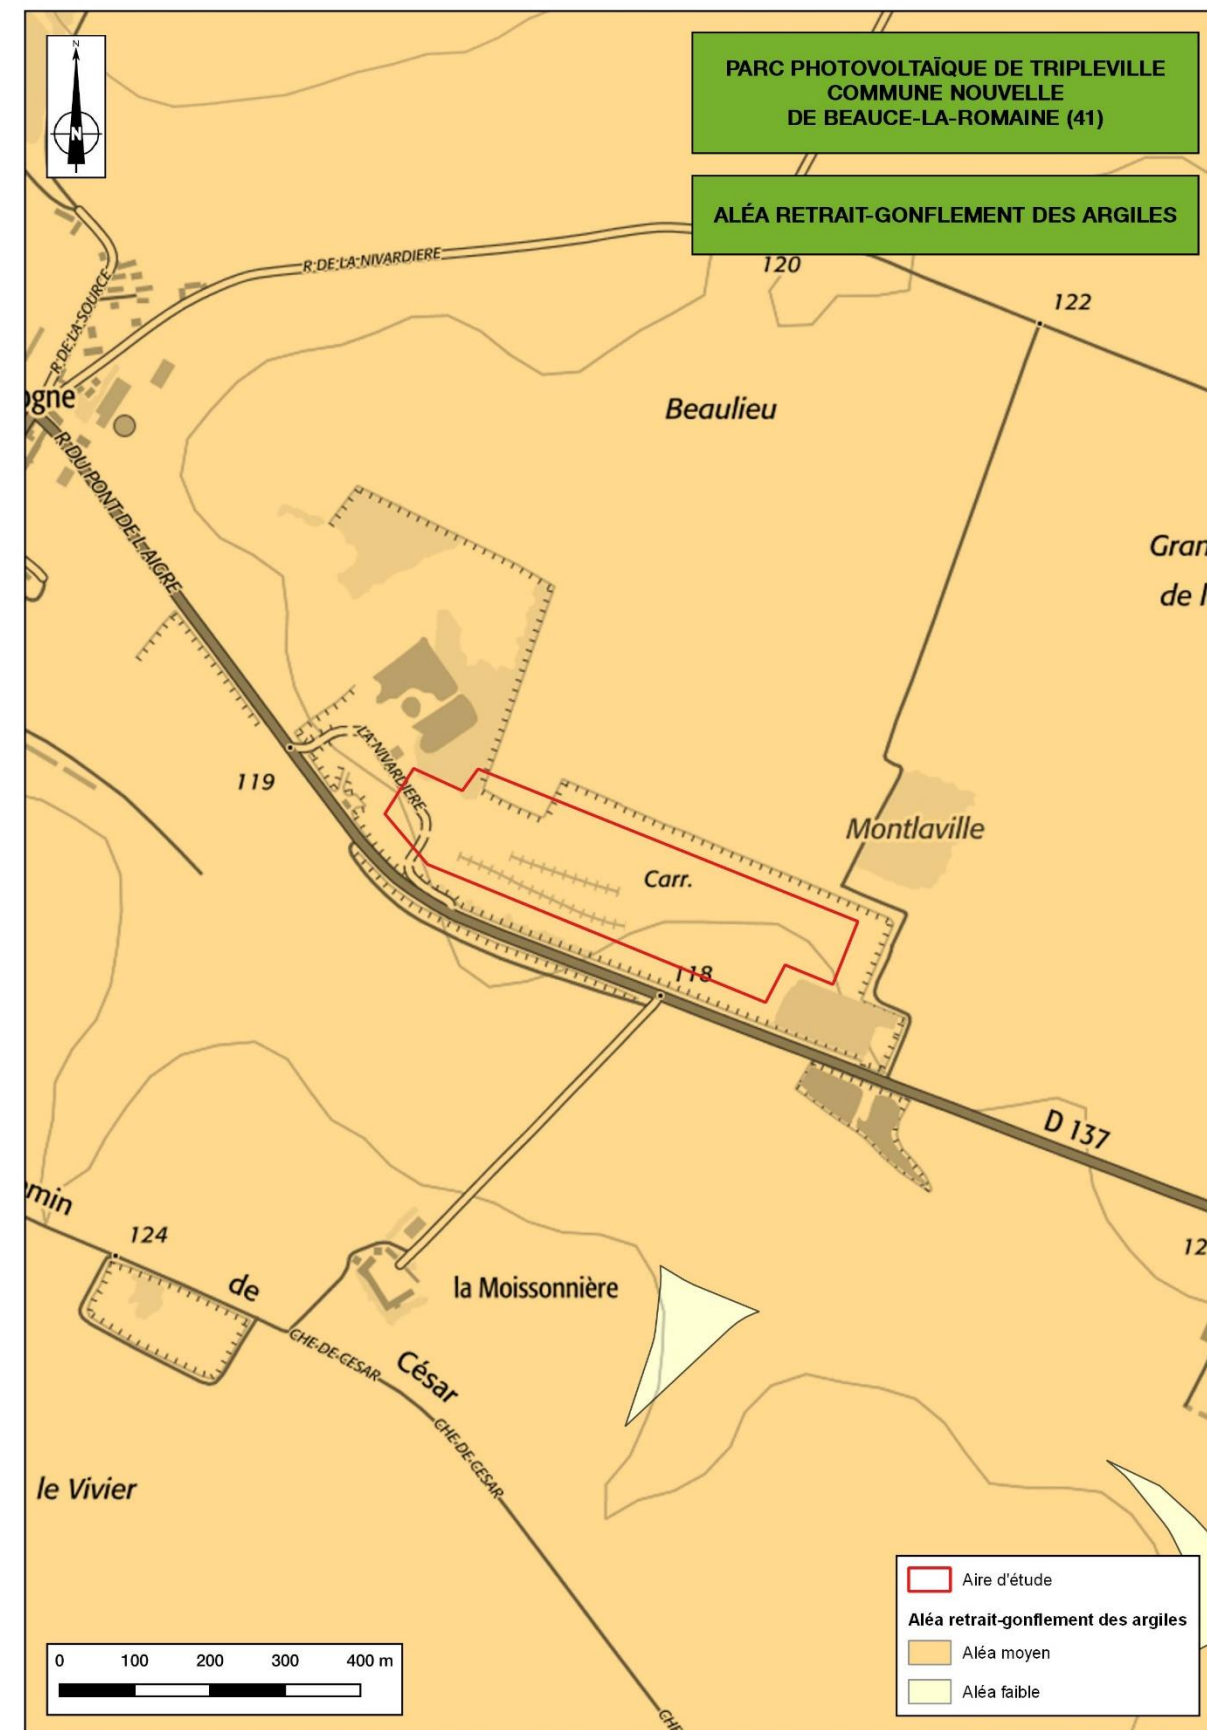 N
N
PARC PHOTOVOLTAÏQUE DE TRIPLEVILLE
COMMUNE NOUVELLE
DE BEAUCE-LA-ROMAINE (41)
ALÉA RETRAIT-GONFLEMENT DES ARGILES
R DE LA NIVARDIERE
120
122
R DE LA SOURCE
ogne
Beaulieu
R DU PONT DE L'AIGRE
Gran
de l
119
LA NIVARDIERE
Montlaville
Carr.
118
D 137
min
124
de
la Moissonnière
12
CHE-DE-CESAR
César
CHE-DE-CESAR
le Vivier
Aire d'étude
Aléa retrait-gonflement des argiles
Aléa moyen
Aléa faible
0 100 200 300 400 m
CHE